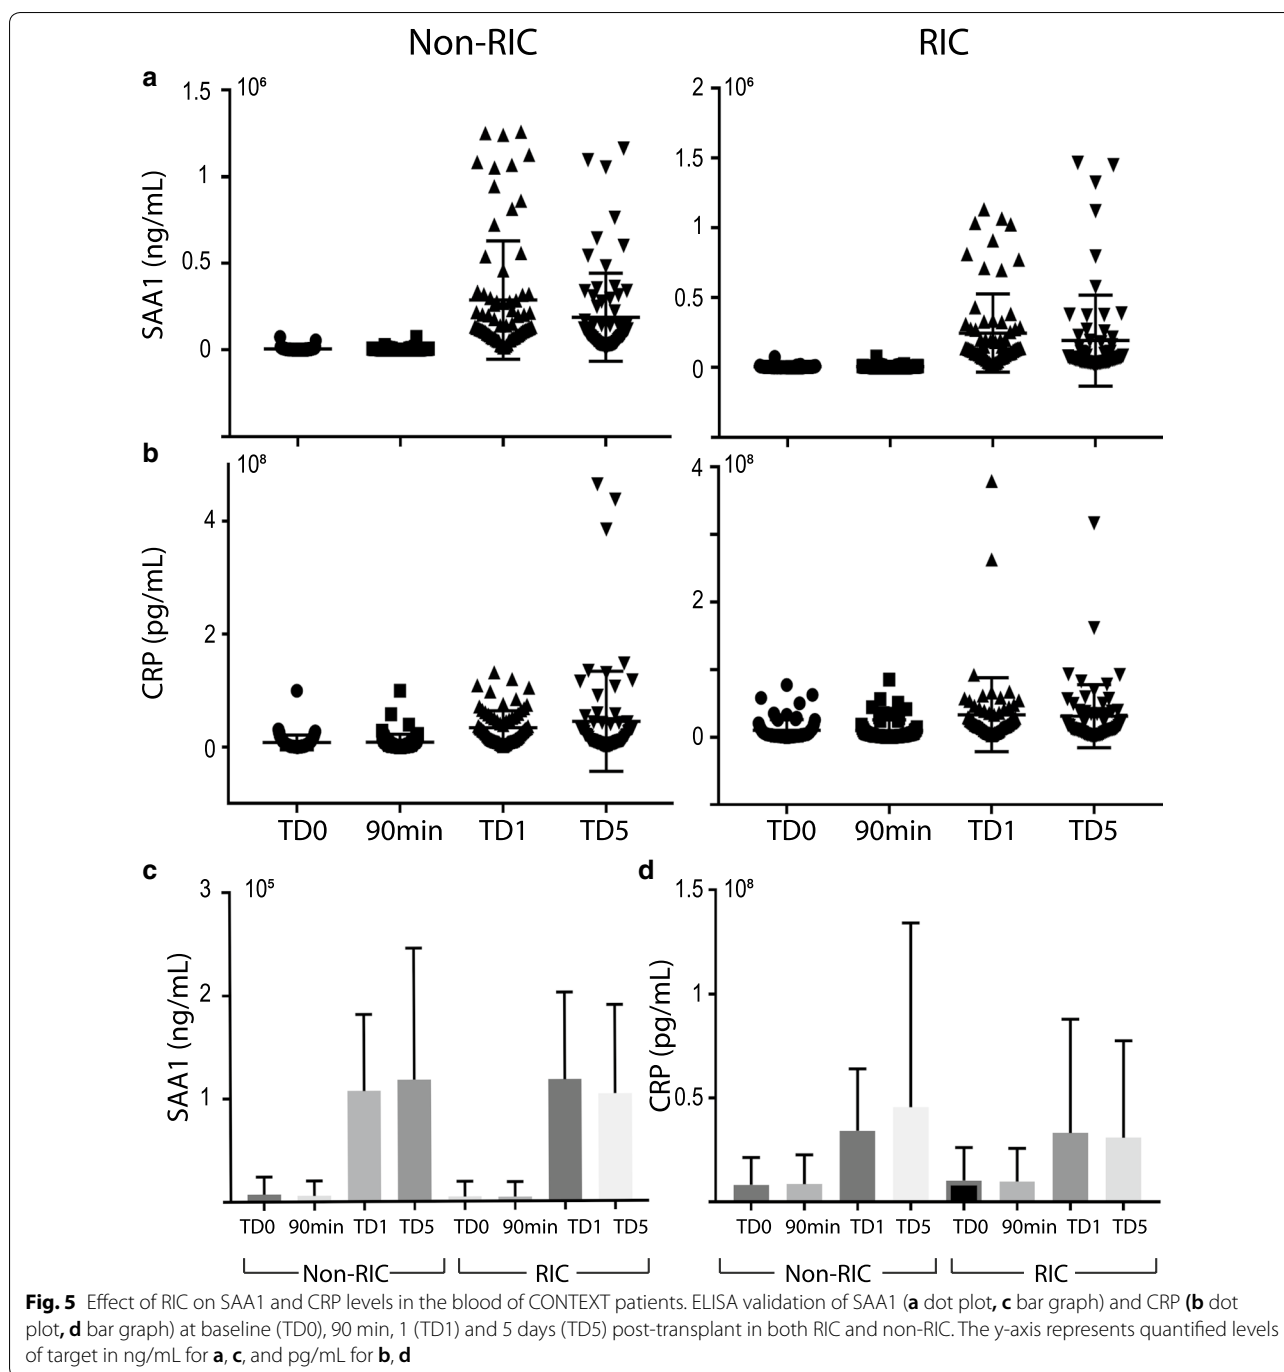 Non-RIC RIC
a
1.5 10⁶
1
0.5
0
SAA1 (ng/mL)
2 10⁶
1.5
1
0.5
0
b
10⁸
4
2
0
CRP (pg/mL)
TD0 90min TD1 TD5
4 10⁸
2
0
TD0 90min TD1 TD5
c
3 10⁵
2
1
SAA1 (ng/mL)
TD0 90min TD1 TD5 TD0 90min TD1 TD5
Non-RIC RIC
d
1.5 10⁸
1
0.5
CRP (pg/mL)
TD0 90min TD1 TD5 TD0 90min TD1 TD5
Non-RIC RIC
Fig. 5 Effect of RIC on SAA1 and CRP levels in the blood of CONTEXT patients. ELISA validation of SAA1 (a dot plot, c bar graph) and CRP (b dot
plot, d bar graph) at baseline (TD0), 90 min, 1 (TD1) and 5 days (TD5) post-transplant in both RIC and non-RIC. The y-axis represents quantified levels
of target in ng/mL for a, c, and pg/mL for b, d